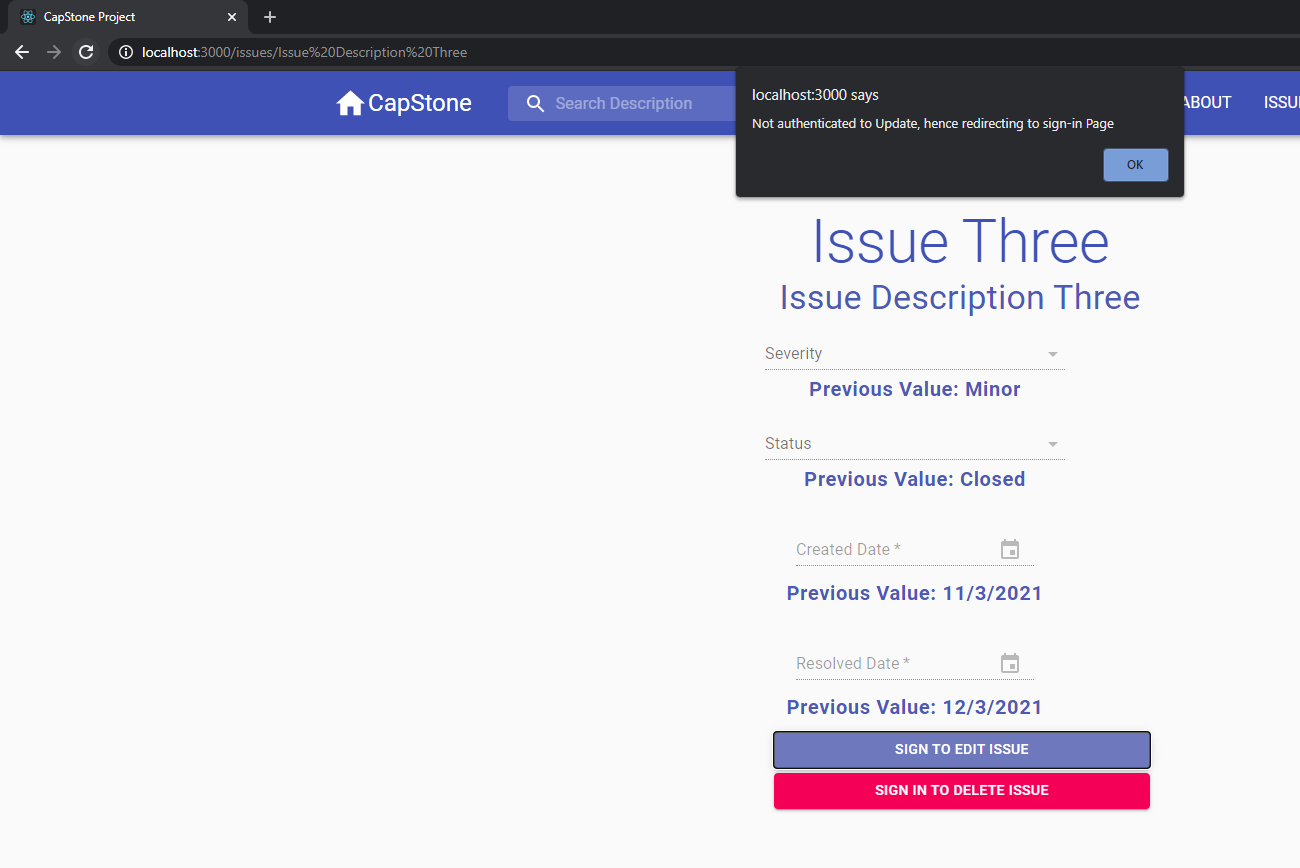 CapStone Project
localhost:3000/issues/Issue%20Description%20Three
CapStone
Search Description
ABOUT
localhost:3000 says
Not authenticated to Update, hence redirecting to sign-in Page
OK
Issue Three
Issue Description Three
Severity
Previous Value: Minor
Status
Previous Value: Closed
Created Date *
Previous Value: 11/3/2021
Resolved Date *
Previous Value: 12/3/2021
SIGN TO EDIT ISSUE
SIGN IN TO DELETE ISSUE